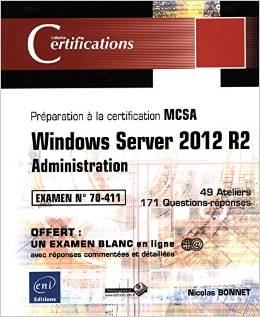 Collection
Certifications
Préparation à la certification MCSA
Windows Server 2012 R2
Administration
EXAMEN N° 70-411
49 Ateliers
171 Questions-réponses
OFFERT :
UN EXAMEN BLANC en ligne
avec réponses commentées et détaillées
Nicolas BONNET
eni
Editions